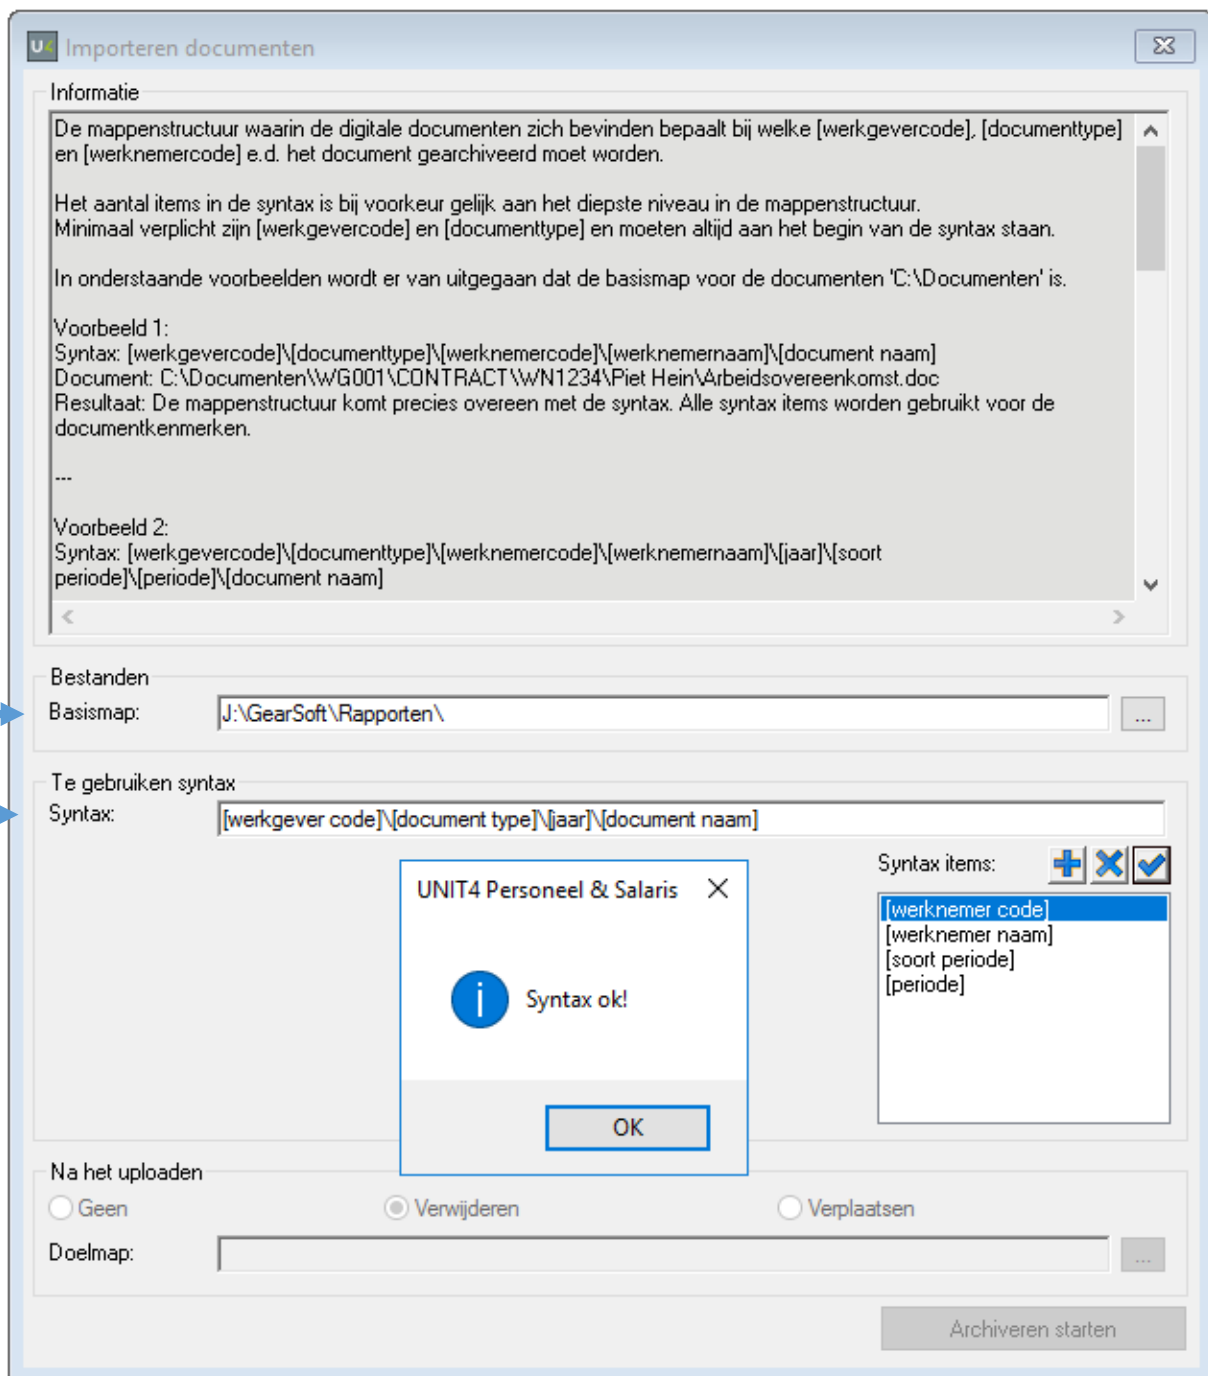 U4 Importeren documenten
Informatie
De mappenstructuur waarin de digitale documenten zich bevinden bepaalt bij welke [werkgevercode], [documenttype]
en [werknemercode] e.d. het document gearchiveerd moet worden.
Het aantal items in de syntax is bij voorkeur gelijk aan het diepste niveau in de mappenstructuur.
Minimaal verplicht zijn [werkgevercode] en [documenttype] en moeten altijd aan het begin van de syntax staan.
In onderstaande voorbeelden wordt er van uitgegaan dat de basismap voor de documenten 'C:\Documenten' is.
Voorbeeld 1:
Syntax: [werkgevercode]\[documenttype]\[werknemercode]\[werknemernaam]\[document naam]
Document: C:\Documenten\WG001\CONTRACT\WN1234\Piet Hein\Arbeidsovereenkomst.doc
Resultaat: De mappenstructuur komt precies overeen met de syntax. Alle syntax items worden gebruikt voor de
documentkenmerken.
---
Voorbeeld 2:
Syntax: [werkgevercode]\[documenttype]\[werknemercode]\[werknemernaam]\[jaar]\[soort
periode]\[periode]\[document naam]
Bestanden
Basismap: J:\GearSoft\Rapporten\ ...
Te gebruiken syntax
Syntax: [werkgever code]\[document type]\[jaar]\[document naam]
Syntax items:
[werknemer code]
[werknemer naam]
[soort periode]
[periode]
UNIT4 Personeel & Salaris
Syntax ok!
OK
Na het uploaden
Geen Verwijderen Verplaatsen
Doelmap: ...
Archiveren starten